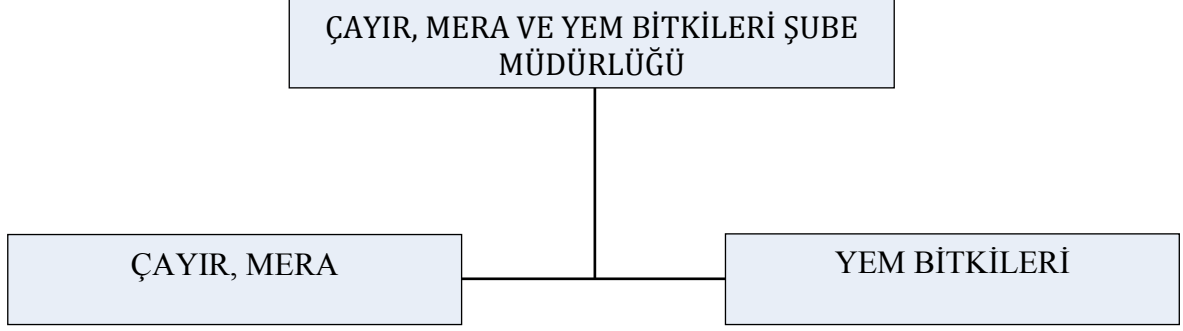 ÇAYIR, MERA VE YEM BİTKİLERİ ŞUBE
MÜDÜRLÜĞÜ
ÇAYIR, MERA
YEM BİTKİLERİ